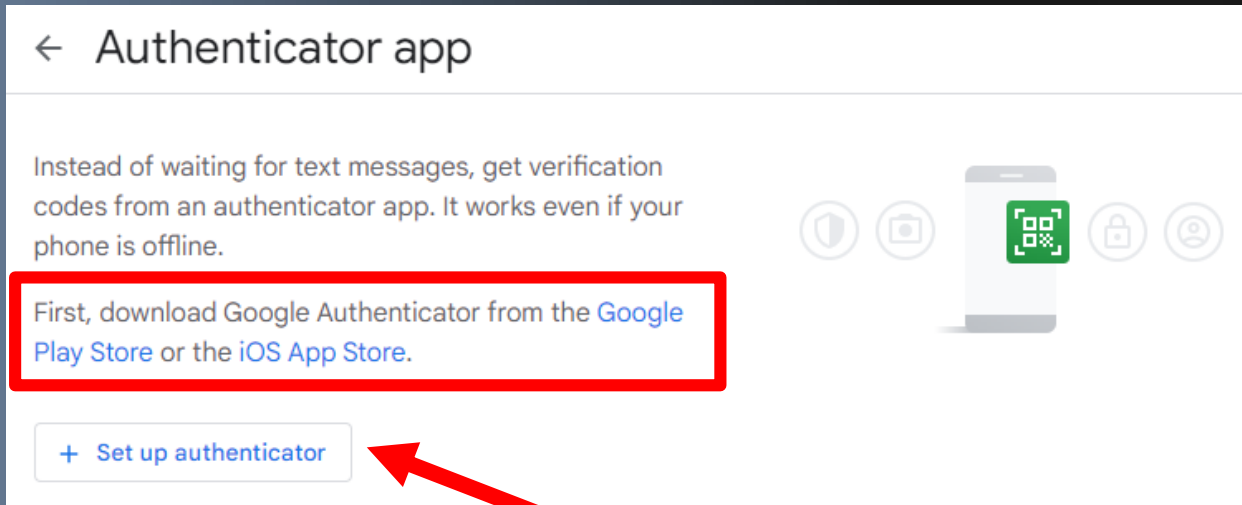 Authenticator app
Instead of waiting for text messages, get verification
codes from an authenticator app. It works even if your
phone is offline.
First, download Google Authenticator from the Google
Play Store or the iOS App Store.
+ Set up authenticator